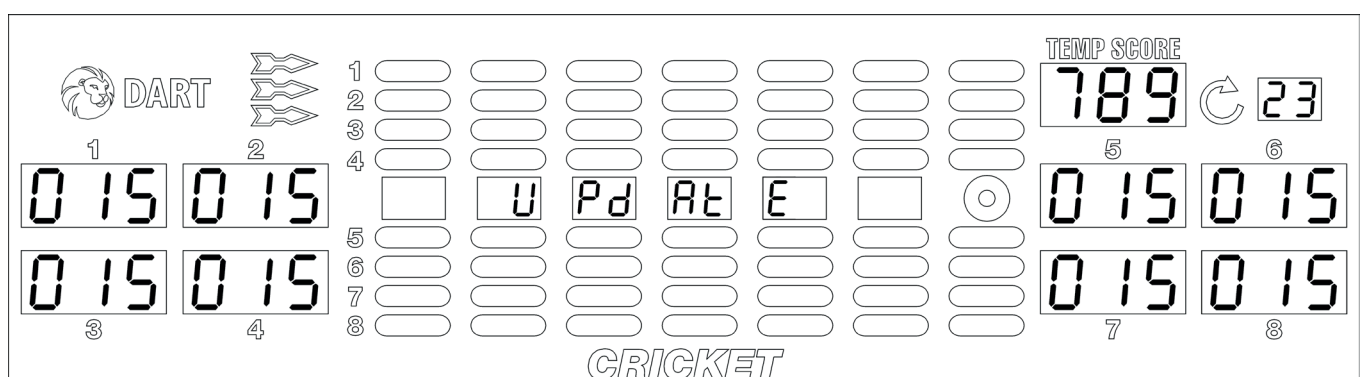 TEMP SCORE
DART 1 789 23
2
3
1 2 4 5 6
015 015 U Pd At E 015 015
5
6
015 015 7 015 015
3 4 8 7 8
CRICKET